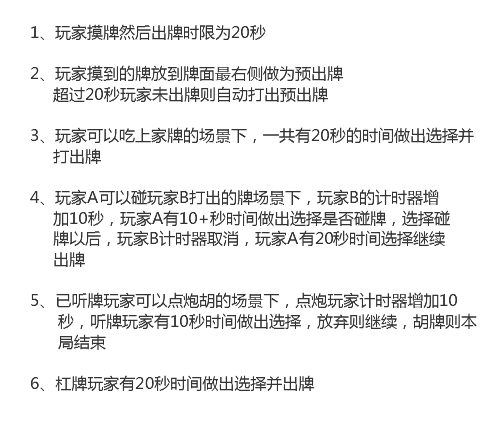 1、玩家摸牌然后出牌时限为20秒
2、玩家摸到的牌放到牌面最右侧做为预出牌
超过20秒玩家未出牌则自动打出预出牌
3、玩家可以吃上家牌的场景下，一共有20秒的时间做出选择并
打出牌
4、玩家A可以碰玩家B打出的牌场景下，玩家B的计时器增
加10秒，玩家A有10+秒时间做出选择是否碰牌，选择碰
牌以后，玩家B计时器取消，玩家A有20秒时间选择继续
出牌
5、已听牌玩家可以点炮胡的场景下，点炮玩家计时器增加10
秒，听牌玩家有10秒时间做出选择，放弃则继续，胡牌则本
局结束
6、杠牌玩家有20秒时间做出选择并出牌